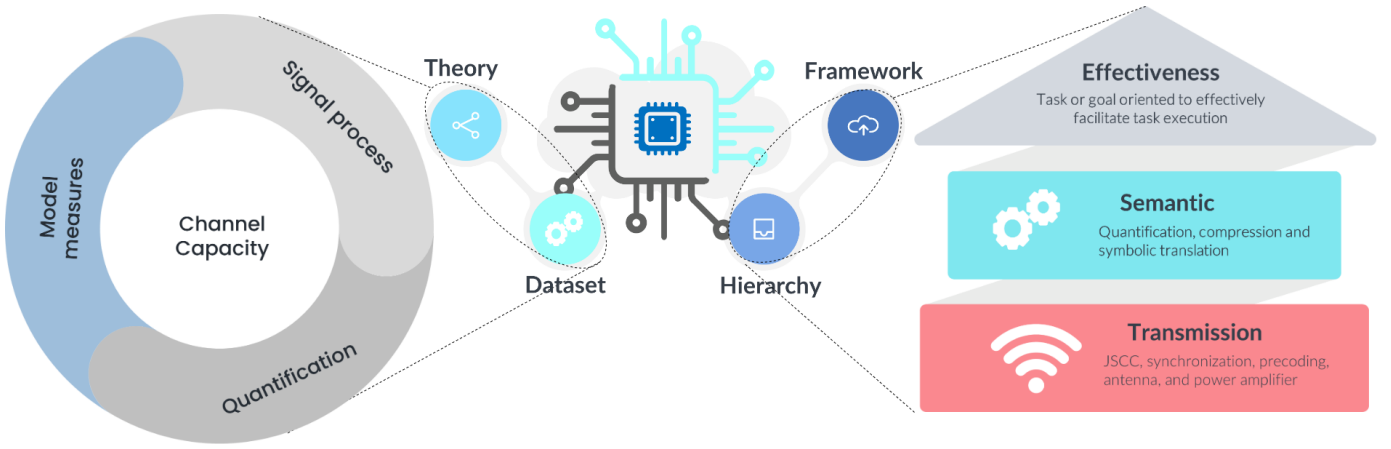 Model
measures
Signal process
Channel
Capacity
Quantification
Theory
Dataset
Framework
Hierarchy
Effectiveness
Task or goal oriented to effectively
facilitate task execution
Semantic
Quantification, compression and
symbolic translation
Transmission
JSCC, synchronization, precoding,
antenna, and power amplifier